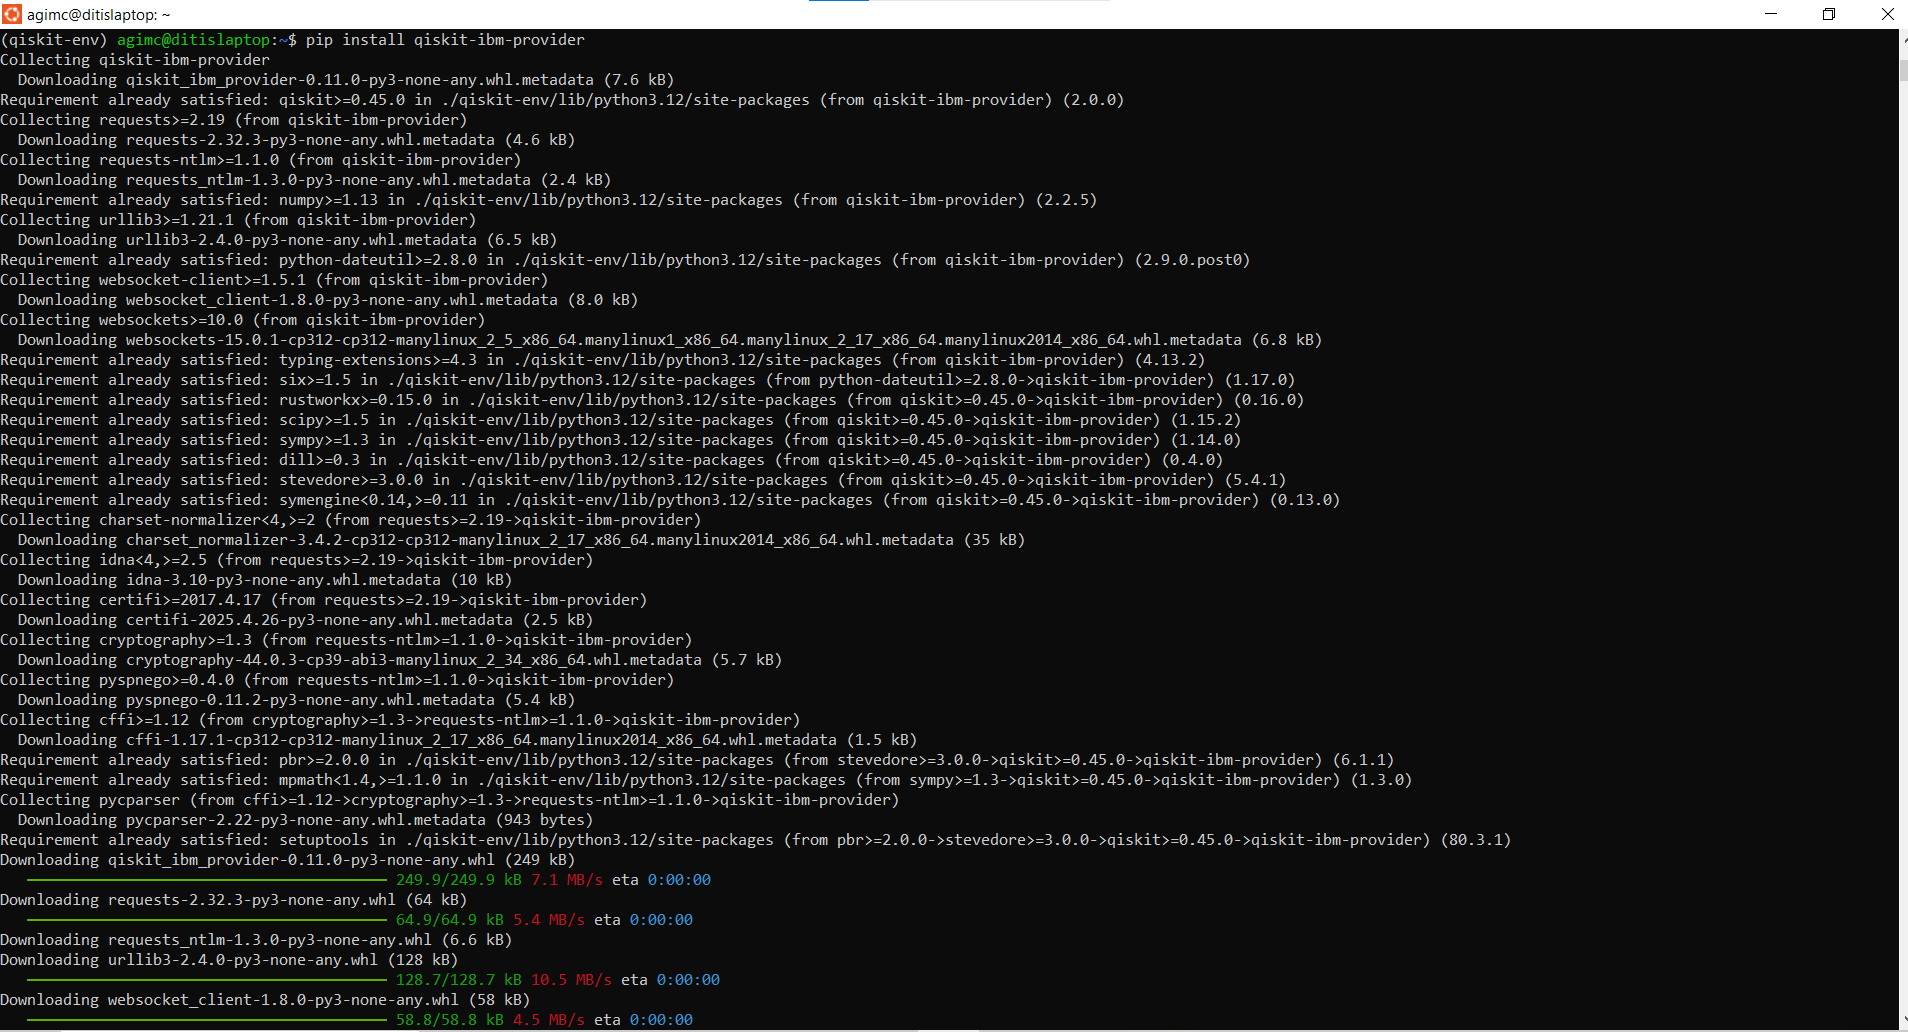 agimc@ditislaptop: ~
(qiskit-env) agimc@ditislaptop:~$ pip install qiskit-ibm-provider
Collecting qiskit-ibm-provider
  Downloading qiskit_ibm_provider-0.11.0-py3-none-any.whl.metadata (7.6 kB)
Requirement already satisfied: qiskit>=0.45.0 in ./qiskit-env/lib/python3.12/site-packages (from qiskit-ibm-provider) (2.0.0)
Collecting requests>=2.19 (from qiskit-ibm-provider)
  Downloading requests-2.32.3-py3-none-any.whl.metadata (4.6 kB)
Collecting requests-ntlm>=1.1.0 (from qiskit-ibm-provider)
  Downloading requests_ntlm-1.3.0-py3-none-any.whl.metadata (2.4 kB)
Requirement already satisfied: numpy>=1.13 in ./qiskit-env/lib/python3.12/site-packages (from qiskit-ibm-provider) (2.2.5)
Collecting urllib3>=1.21.1 (from qiskit-ibm-provider)
  Downloading urllib3-2.4.0-py3-none-any.whl.metadata (6.5 kB)
Requirement already satisfied: python-dateutil>=2.8.0 in ./qiskit-env/lib/python3.12/site-packages (from qiskit-ibm-provider) (2.9.0.post0)
Collecting websocket-client>=1.5.1 (from qiskit-ibm-provider)
  Downloading websocket_client-1.8.0-py3-none-any.whl.metadata (8.0 kB)
Collecting websockets>=10.0 (from qiskit-ibm-provider)
  Downloading websockets-15.0.1-cp312-cp312-manylinux_2_5_x86_64.manylinux1_x86_64.manylinux_2_17_x86_64.manylinux2014_x86_64.whl.metadata (6.8 kB)
Requirement already satisfied: typing-extensions>=4.3 in ./qiskit-env/lib/python3.12/site-packages (from qiskit-ibm-provider) (4.13.2)
Requirement already satisfied: six>=1.5 in ./qiskit-env/lib/python3.12/site-packages (from python-dateutil>=2.8.0->qiskit-ibm-provider) (1.17.0)
Requirement already satisfied: rustworkx>=0.15.0 in ./qiskit-env/lib/python3.12/site-packages (from qiskit>=0.45.0->qiskit-ibm-provider) (0.16.0)
Requirement already satisfied: scipy>=1.5 in ./qiskit-env/lib/python3.12/site-packages (from qiskit>=0.45.0->qiskit-ibm-provider) (1.15.2)
Requirement already satisfied: sympy>=1.3 in ./qiskit-env/lib/python3.12/site-packages (from qiskit>=0.45.0->qiskit-ibm-provider) (1.14.0)
Requirement already satisfied: dill>=0.3 in ./qiskit-env/lib/python3.12/site-packages (from qiskit>=0.45.0->qiskit-ibm-provider) (0.4.0)
Requirement already satisfied: stevedore>=3.0.0 in ./qiskit-env/lib/python3.12/site-packages (from qiskit>=0.45.0->qiskit-ibm-provider) (5.4.1)
Requirement already satisfied: symengine<0.14,>=0.11 in ./qiskit-env/lib/python3.12/site-packages (from qiskit>=0.45.0->qiskit-ibm-provider) (0.13.0)
Collecting charset-normalizer<4,>=2 (from requests>=2.19->qiskit-ibm-provider)
  Downloading charset_normalizer-3.4.2-cp312-cp312-manylinux_2_17_x86_64.manylinux2014_x86_64.whl.metadata (35 kB)
Collecting idna<4,>=2.5 (from requests>=2.19->qiskit-ibm-provider)
  Downloading idna-3.10-py3-none-any.whl.metadata (10 kB)
Collecting certifi>=2017.4.17 (from requests>=2.19->qiskit-ibm-provider)
  Downloading certifi-2025.4.26-py3-none-any.whl.metadata (2.5 kB)
Collecting cryptography>=1.3 (from requests-ntlm>=1.1.0->qiskit-ibm-provider)
  Downloading cryptography-44.0.3-cp39-abi3-manylinux_2_34_x86_64.whl.metadata (5.7 kB)
Collecting pyspnego>=0.4.0 (from requests-ntlm>=1.1.0->qiskit-ibm-provider)
  Downloading pyspnego-0.11.2-py3-none-any.whl.metadata (5.4 kB)
Collecting cffi>=1.12 (from cryptography>=1.3->requests-ntlm>=1.1.0->qiskit-ibm-provider)
  Downloading cffi-1.17.1-cp312-cp312-manylinux_2_17_x86_64.manylinux2014_x86_64.whl.metadata (1.5 kB)
Requirement already satisfied: pbr>=2.0.0 in ./qiskit-env/lib/python3.12/site-packages (from stevedore>=3.0.0->qiskit>=0.45.0->qiskit-ibm-provider) (6.1.1)
Requirement already satisfied: mpmath<1.4,>=1.1.0 in ./qiskit-env/lib/python3.12/site-packages (from sympy>=1.3->qiskit>=0.45.0->qiskit-ibm-provider) (1.3.0)
Collecting pycparser (from cffi>=1.12->cryptography>=1.3->requests-ntlm>=1.1.0->qiskit-ibm-provider)
  Downloading pycparser-2.22-py3-none-any.whl.metadata (943 bytes)
Requirement already satisfied: setuptools in ./qiskit-env/lib/python3.12/site-packages (from pbr>=2.0.0->stevedore>=3.0.0->qiskit>=0.45.0->qiskit-ibm-provider) (80.3.1)
Downloading qiskit_ibm_provider-0.11.0-py3-none-any.whl (249 kB)
249.9/249.9 kB 7.1 MB/s eta 0:00:00
Downloading requests-2.32.3-py3-none-any.whl (64 kB)
64.9/64.9 kB 5.4 MB/s eta 0:00:00
Downloading requests_ntlm-1.3.0-py3-none-any.whl (6.6 kB)
Downloading urllib3-2.4.0-py3-none-any.whl (128 kB)
128.7/128.7 kB 10.5 MB/s eta 0:00:00
Downloading websocket_client-1.8.0-py3-none-any.whl (58 kB)
58.8/58.8 kB 4.5 MB/s eta 0:00:00